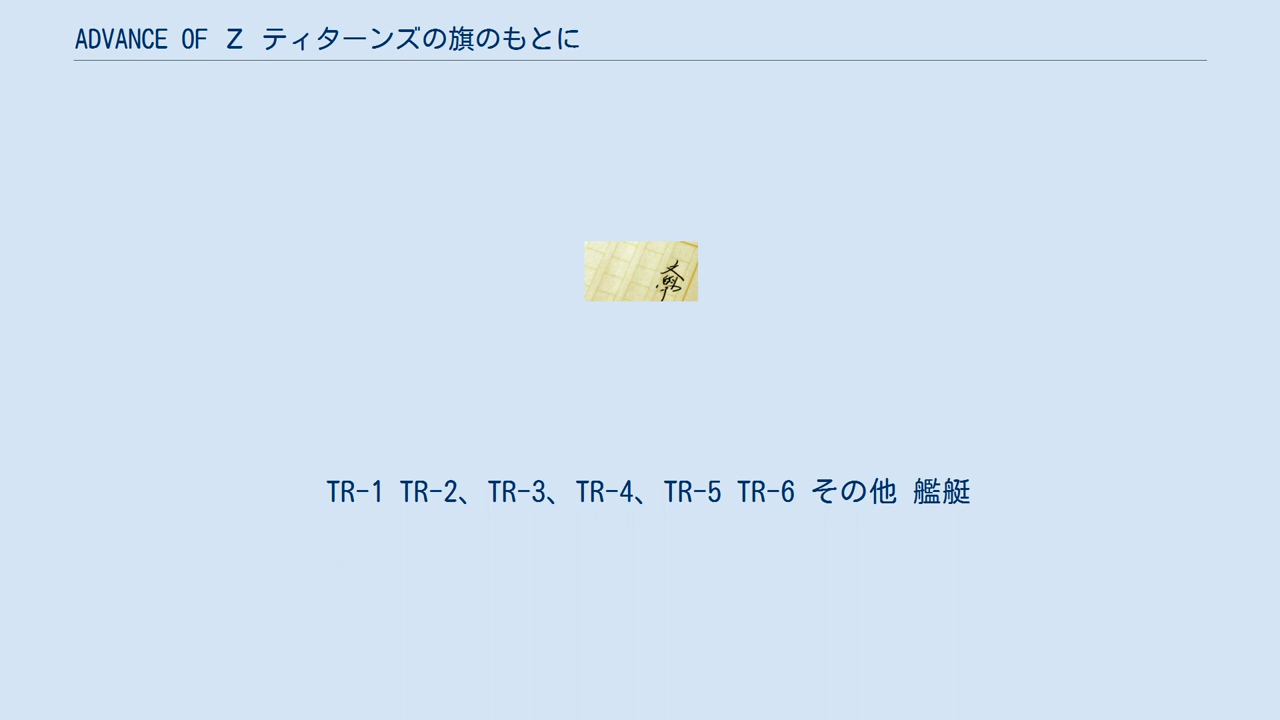 ADVANCE OF Ζ ティターンズの旗のもとに
TR-1 TR-2、TR-3、TR-4、TR-5 TR-6 その他 艦艇